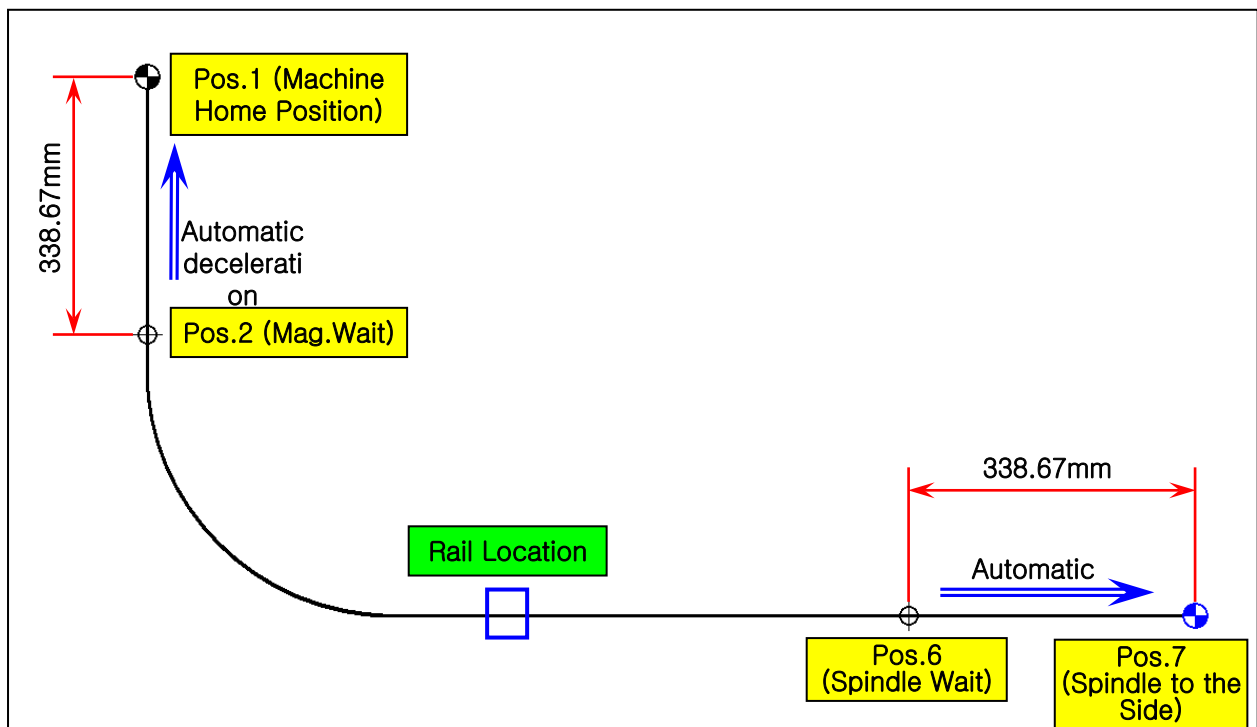 Pos.1 (Machine
Home Position)
338.67mm
Automatic
decelerati
on
Pos.2 (Mag.Wait)
338.67mm
Rail Location
Automatic
Pos.6
(Spindle Wait)
Pos.7
(Spindle to the
Side)